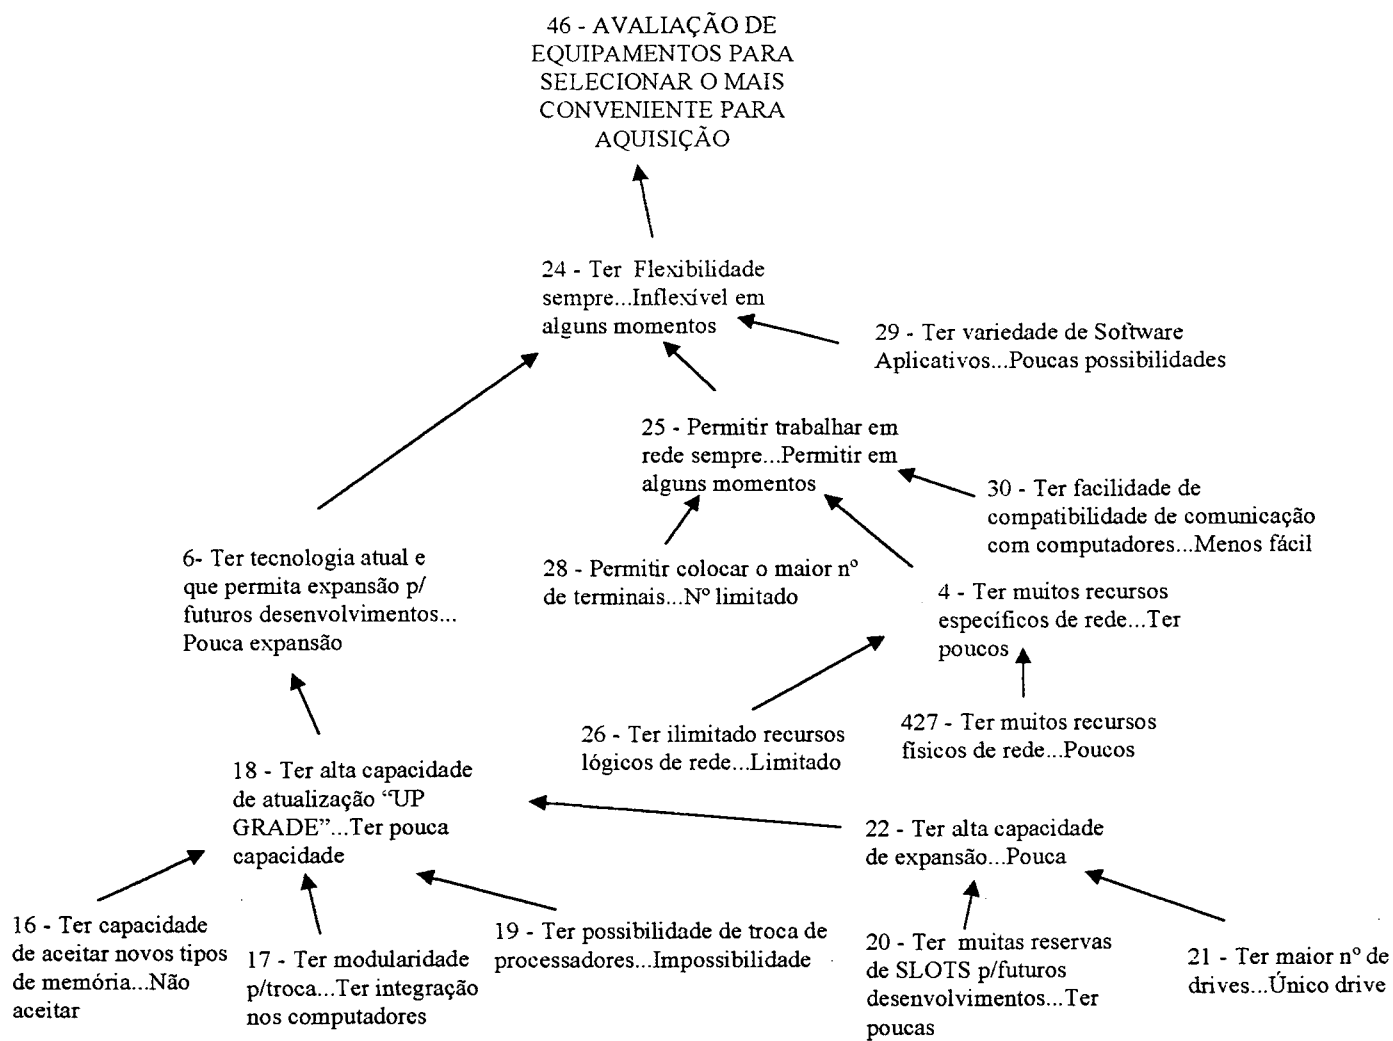 46 - AVALIAÇÃO DE
EQUIPAMENTOS PARA
SELECIONAR O MAIS
CONVENIENTE PARA
AQUISIÇÃO
24 - Ter Flexibilidade
sempre...Inflexível em
alguns momentos
29 - Ter variedade de Software
Aplicativos...Poucas possibilidades
25 - Permitir trabalhar em
rede sempre...Permitir em
alguns momentos
30 - Ter facilidade de
compatibilidade de comunicação
com computadores...Menos fácil
6- Ter tecnologia atual e
que permita expansão p/
futuros desenvolvimentos...
Pouca expansão
28 - Permitir colocar o maior nº
de terminais...Nº limitado
4 - Ter muitos recursos
específicos de rede...Ter
poucos
26 - Ter ilimitado recursos
lógicos de rede...Limitado
427 - Ter muitos recursos
físicos de rede...Poucos
18 - Ter alta capacidade
de atualização “UP
GRADE”...Ter pouca
capacidade
22 - Ter alta capacidade
de expansão...Pouca
16 - Ter capacidade
de aceitar novos tipos
de memória...Não
aceitar
17 - Ter modularidade
p/troca...Ter integração
nos computadores
19 - Ter possibilidade de troca de
processadores...Impossibilidade
20 - Ter muitas reservas
de SLOTS p/futuros
desenvolvimentos...Ter
poucas
21 - Ter maior nº de
drives...Único drive